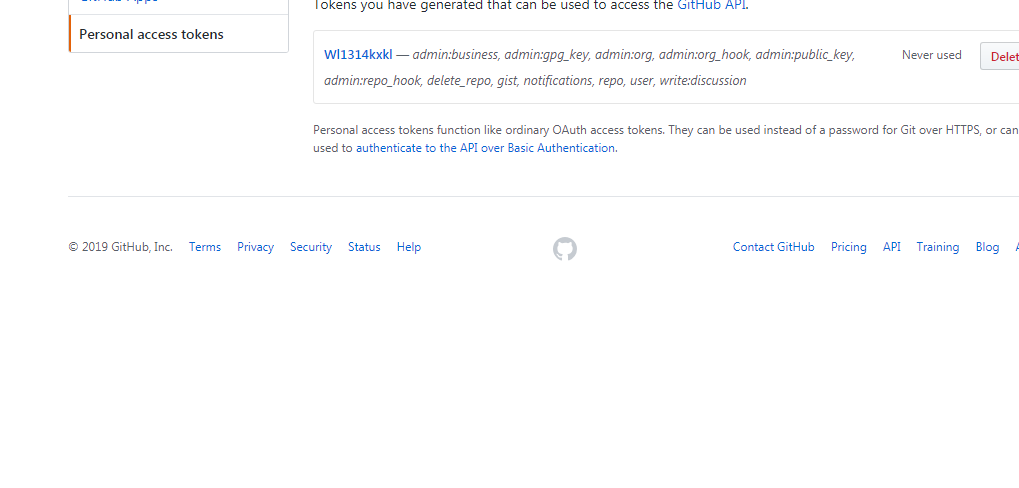 Tokens you have generated that can be used to access the GitHub API.
Personal access tokens
Wl1314kxkl — admin:business, admin:gpg_key, admin:org, admin:org_hook, admin:public_key,
Never used
Delet
admin:repo_hook, delete_repo, gist, notifications, repo, user, write:discussion
Personal access tokens function like ordinary OAuth access tokens. They can be used instead of a password for Git over HTTPS, or can
used to authenticate to the API over Basic Authentication.
© 2019 GitHub, Inc. Terms Privacy Security Status Help
Contact GitHub Pricing API Training Blog